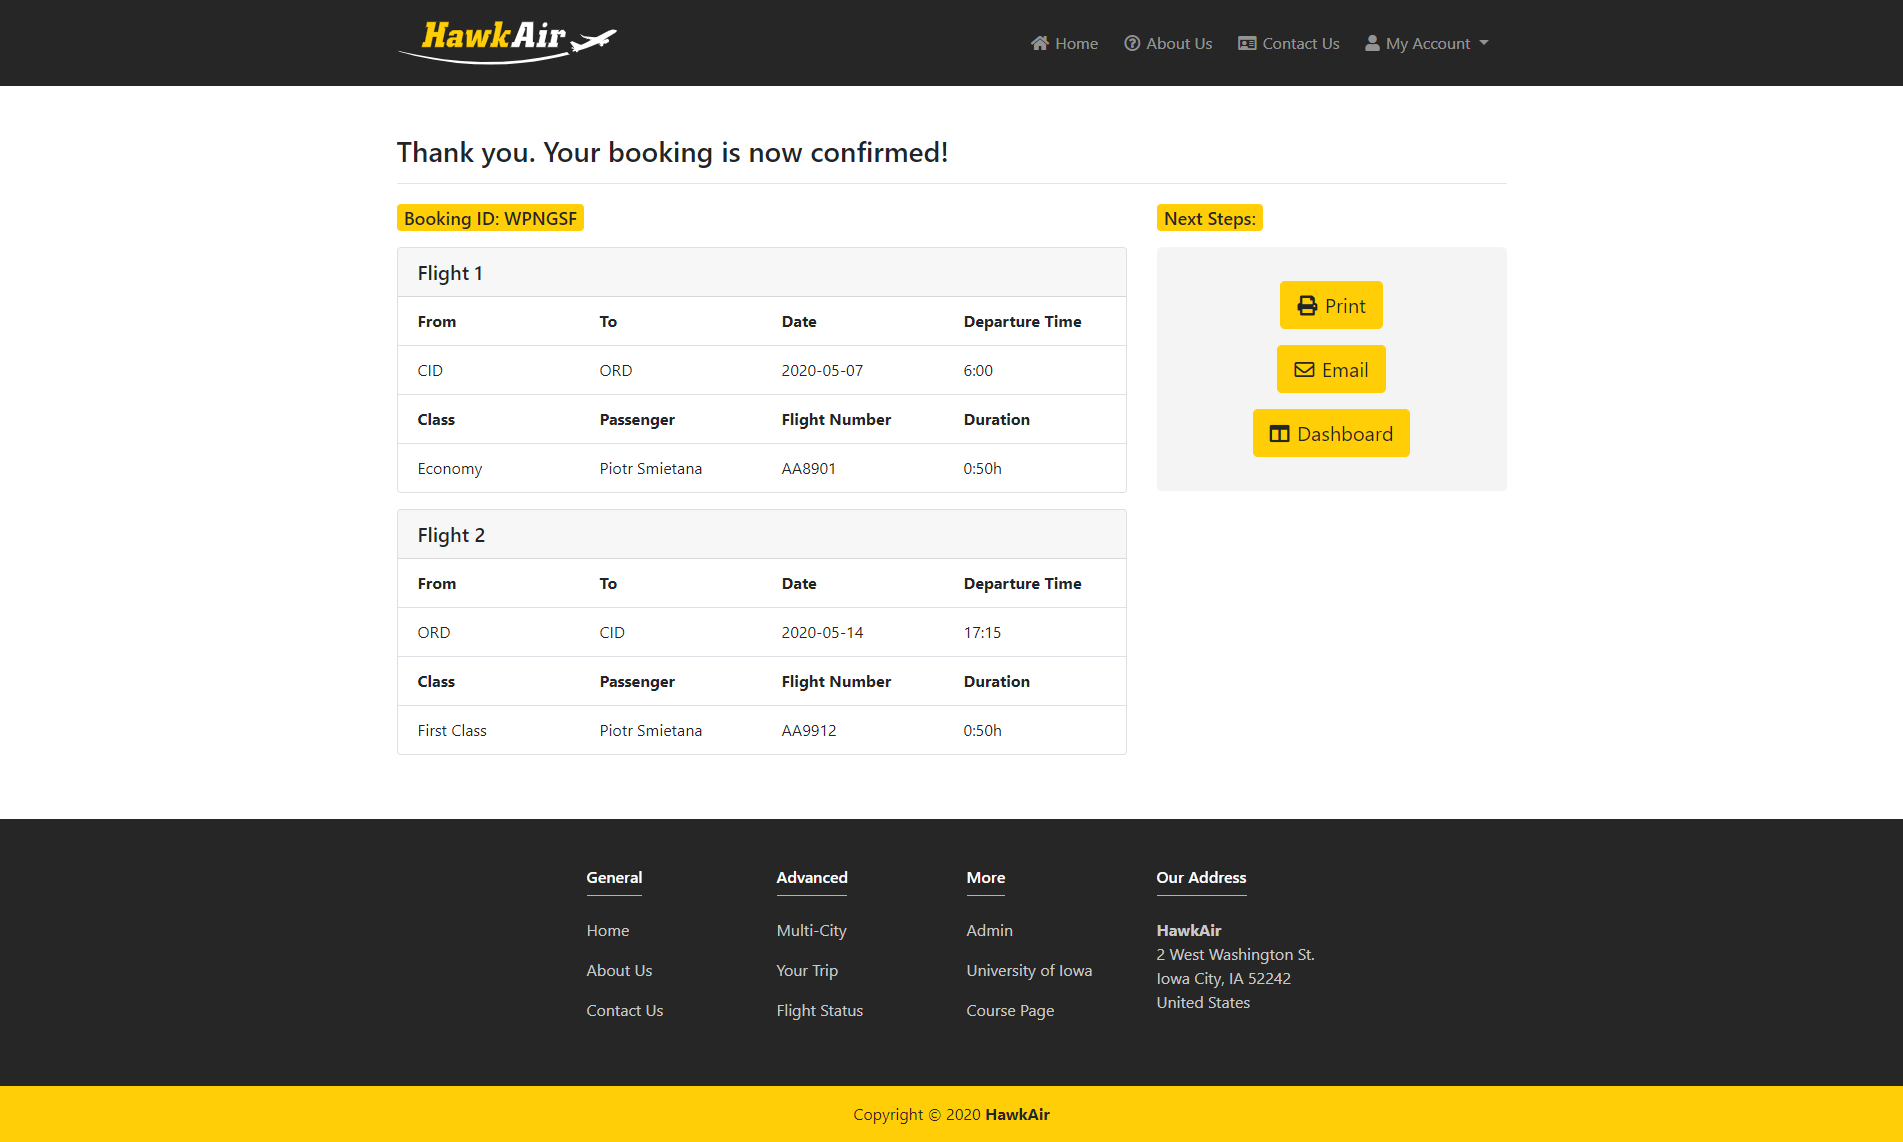 HawkAir
Home About Us Contact Us My Account
Thank you. Your booking is now confirmed!
Booking ID: WPNGSF
Flight 1
From To Date Departure Time
CID ORD 2020-05-07 6:00
Class Passenger Flight Number Duration
Economy Piotr Smietana AA8901 0:50h
Flight 2
From To Date Departure Time
ORD CID 2020-05-14 17:15
Class Passenger Flight Number Duration
First Class Piotr Smietana AA9912 0:50h
Next Steps:
Print
Email
Dashboard
General
Home
About Us
Contact Us
Advanced
Multi-City
Your Trip
Flight Status
More
Admin
University of Iowa
Course Page
Our Address
HawkAir
2 West Washington St.
Iowa City, IA 52242
United States
Copyright © 2020 HawkAir